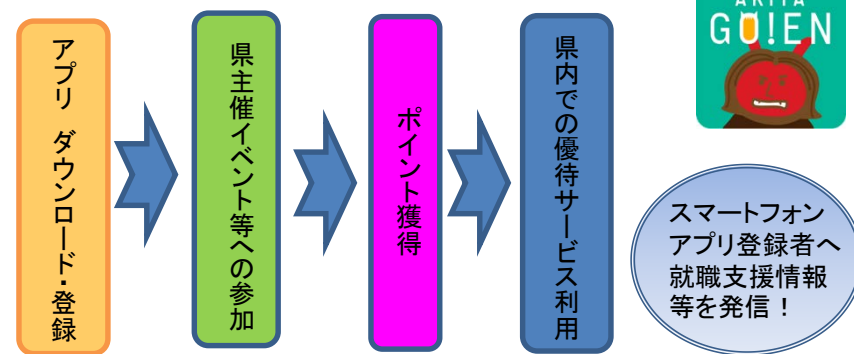 アプリ ダウンロード・登録
県主催イベント等への参加
ポイント獲得
県内での優待サービス利用
AKITA
GO!EN
スマートフォン
アプリ登録者へ
就職支援情報
等を発信！